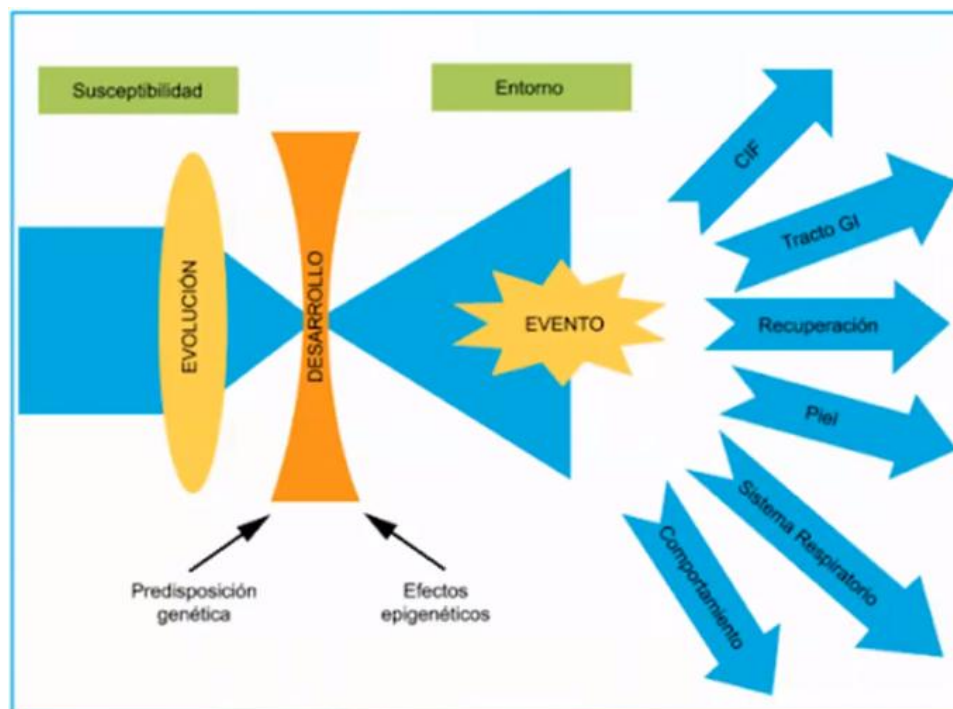 Susceptibilidad
Entorno
EVOLUCIÓN
DESARROLLO
EVENTO
CIF
Tracto GI
Recuperación
Piel
Sistema Respiratorio
Comportamiento
Predisposición
genética
Efectos
epigenéticos